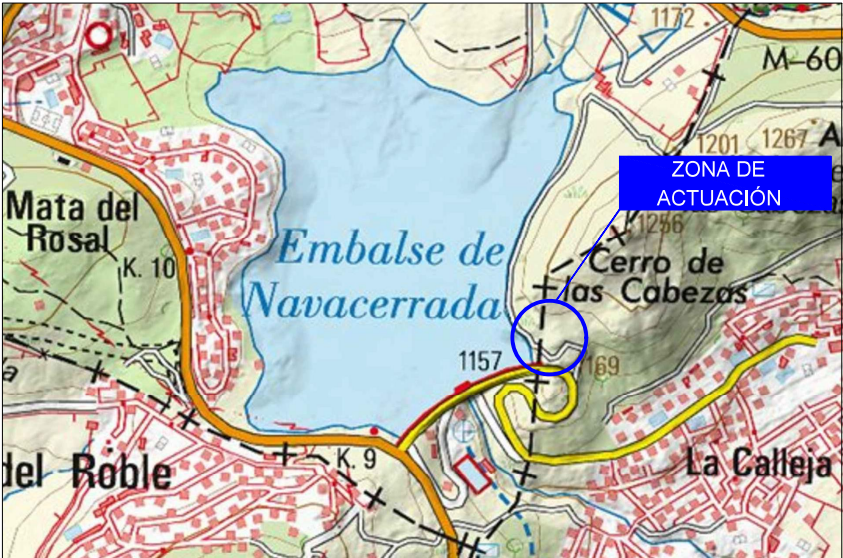 1172
M-60
1201
1267
A
ZONA DE
ACTUACIÓN
Mata del
Rosal
K. 10
1256
Embalse de
Navacerrada
Cerro de
las Cabezas
1157
169
a
del Roble
K. 9
La Calleja